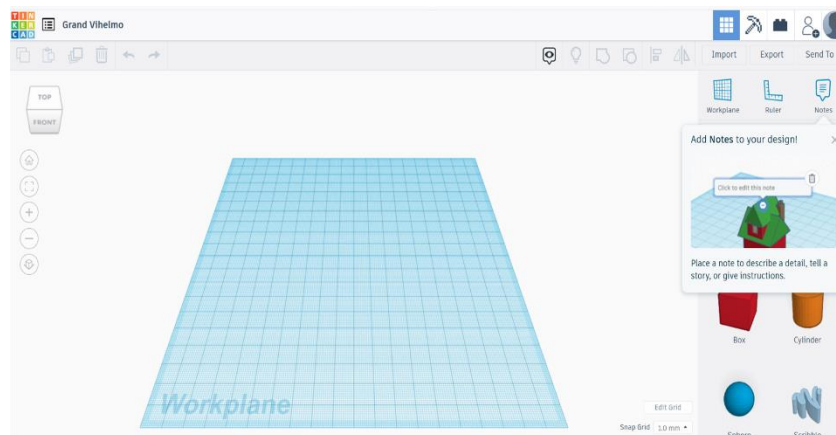 TIN
KER
CAD
Grand Vihelmo
Import Export Send To
TOP
FRONT
Workplane Ruler Notes
Add Notes to your design!
Click to edit this note
Place a note to describe a detail, tell a
story, or give instructions.
Box Cylinder
Workplane
Edit Grid
Snap Grid 1.0 mm
Sphere Scribble